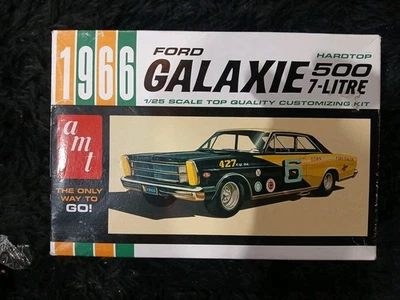 1966
FORD
GALAXIE
HARDTOP
500
7-LITRE
1/25 SCALE TOP QUALITY CUSTOMIZING KIT
amt
THE ONLY
WAY TO
GO!
427
6